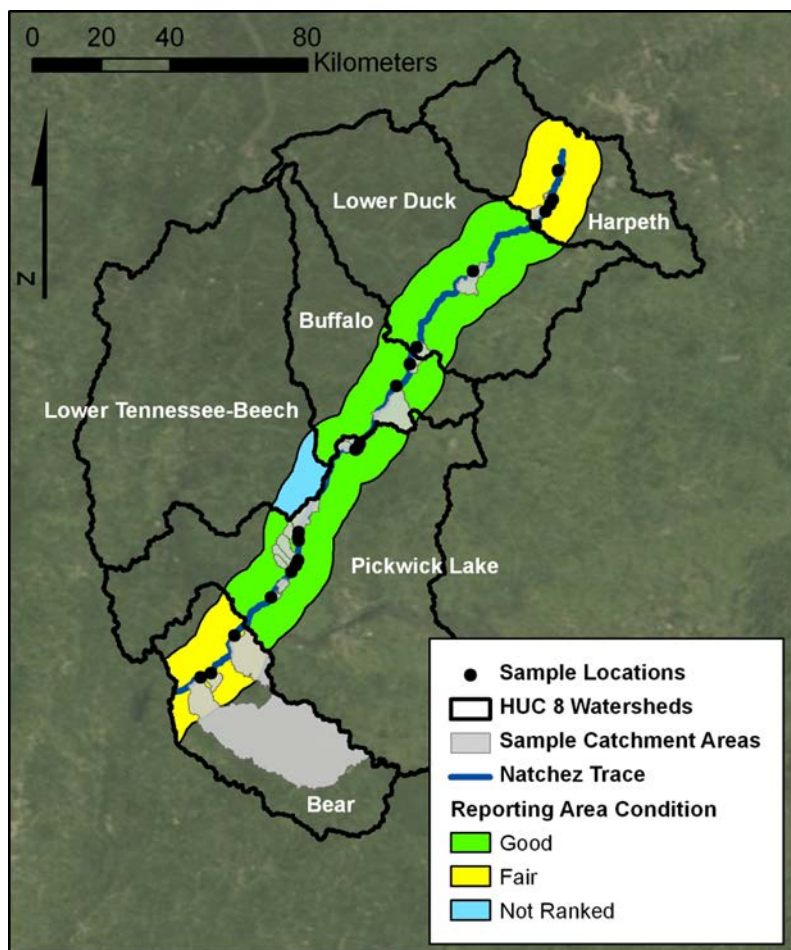 0 20 40 80
Kilometers
N
Lower Duck
Harpeth
Buffalo
Lower Tennessee-Beech
Pickwick Lake
Bear
Sample Locations
HUC 8 Watersheds
Sample Catchment Areas
Natchez Trace
Reporting Area Condition
Good
Fair
Not Ranked